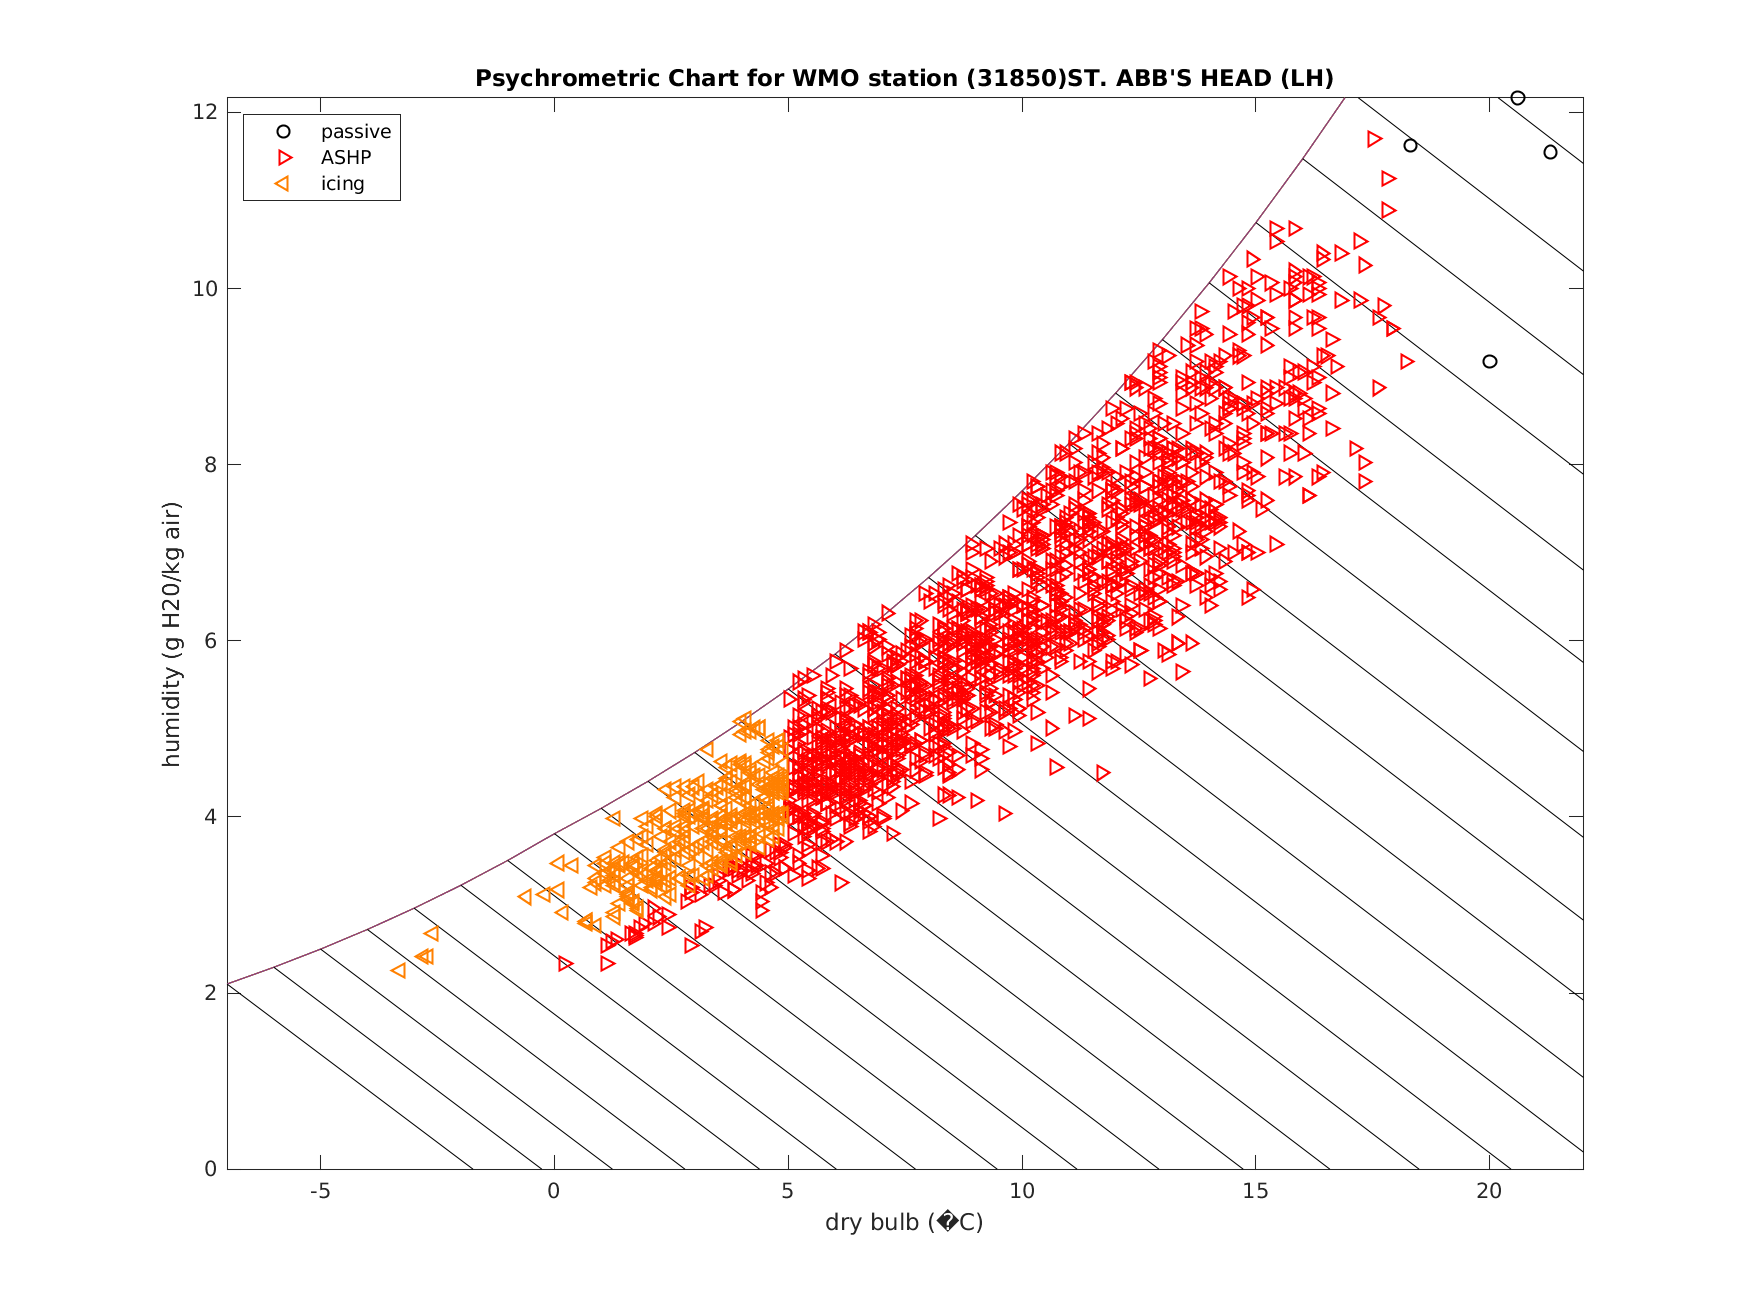 Psychrometric Chart for WMO station (31850)ST. ABB'S HEAD (LH)
passive
ASHP
icing
humidity (g H20/kg air)
12
10
8
6
4
2
0
-5 0 5 10 15 20
dry bulb (�C)